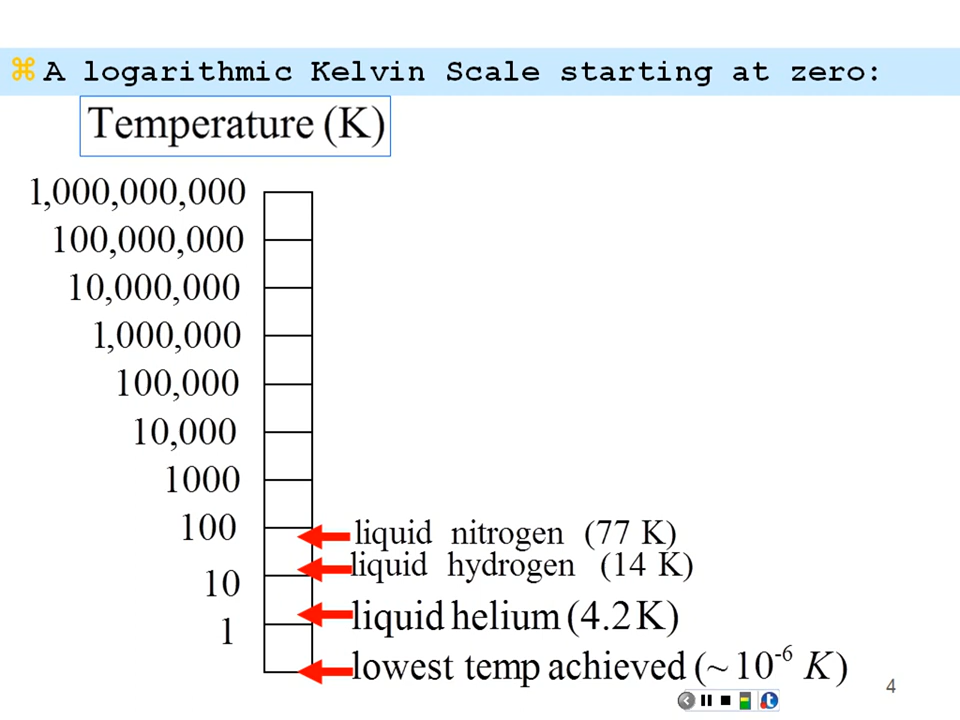 A logarithmic Kelvin Scale starting at zero:
Temperature (K)
1,000,000,000
100,000,000
10,000,000
1,000,000
100,000
10,000
1000
100
liquid nitrogen (77 K)
liquid hydrogen (14 K)
10
liquid helium (4.2 K)
1
lowest temp achieved (~ 10⁻⁶ K)
4